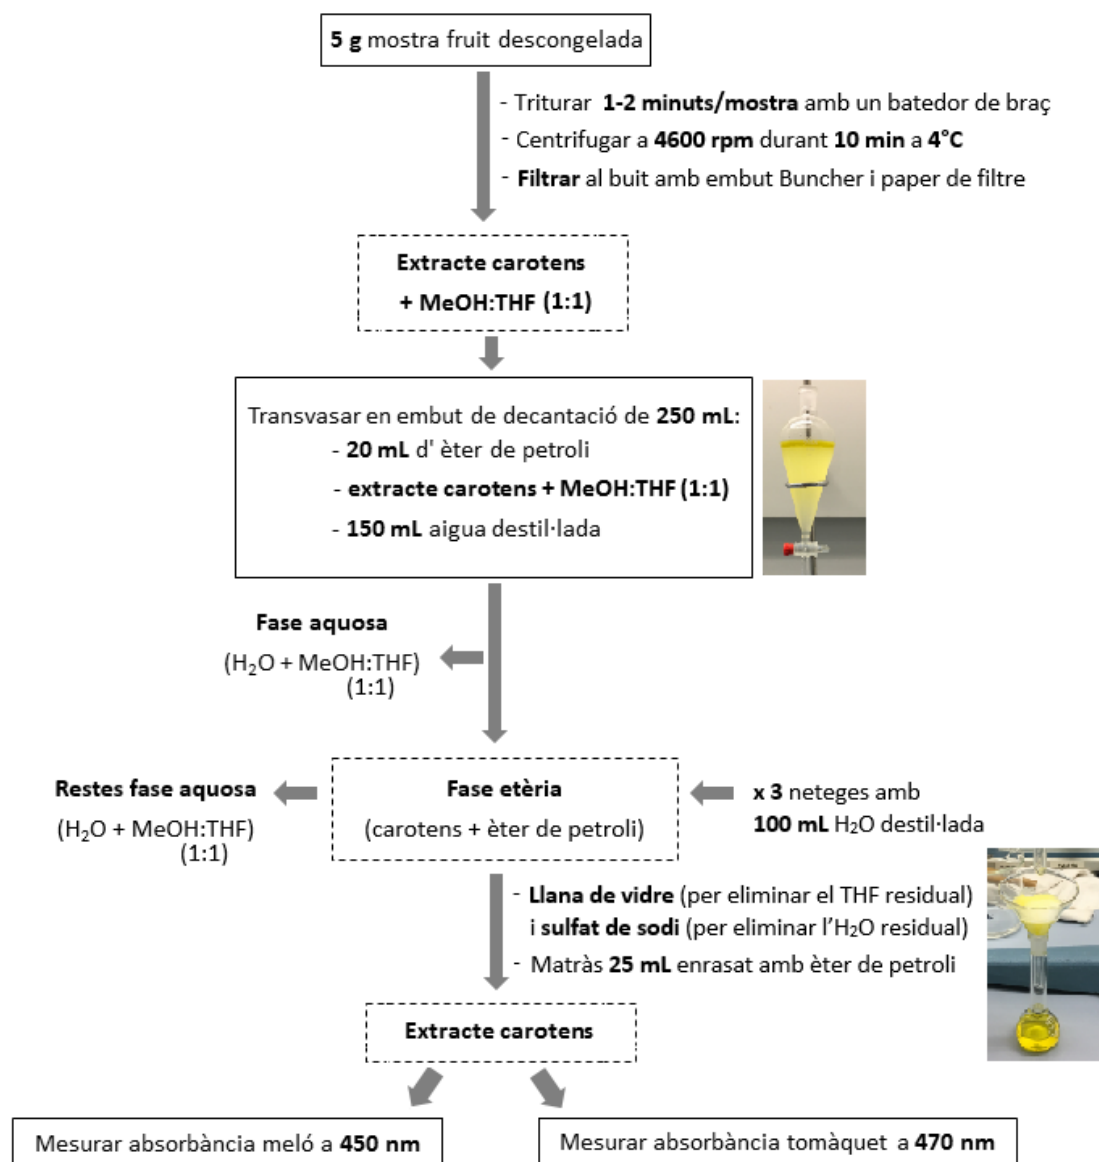 5 g mostra fruit descongelada
- Triturar 1-2 minuts/mostra amb un batedor de braç
- Centrifugar a 4600 rpm durant 10 min a 4°C
- Filtrar al buit amb embut Buncher i paper de filtre
Extracte carotens
+ MeOH:THF (1:1)
Transvasar en embut de decantació de 250 mL:
- 20 mL d' èter de petroli
- extracte carotens + MeOH:THF (1:1)
- 150 mL aigua destil·lada
Fase aquosa
(H₂O + MeOH:THF)
(1:1)
Restes fase aquosa
(H₂O + MeOH:THF)
(1:1)
Fase etèria
(carotens + èter de petroli)
x 3 neteges amb
100 mL H₂O destil·lada
- Llana de vidre (per eliminar el THF residual)
i sulfat de sodi (per eliminar l'H₂O residual)
- Matràs 25 mL enrasat amb èter de petroli
Extracte carotens
Mesurar absorbància meló a 450 nm
Mesurar absorbància tomàquet a 470 nm